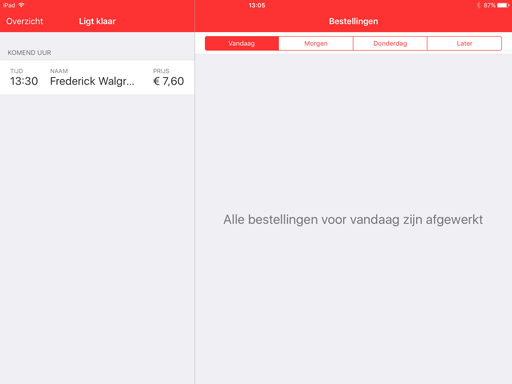 iPad 13:05 87%
Overzicht Ligt klaar Bestellingen
Vandaag Morgen Donderdag Later
KOMEND UUR
TIJD NAAM PRIJS
13:30 Frederick Walgr... € 7,60
Alle bestellingen voor vandaag zijn afgewerkt